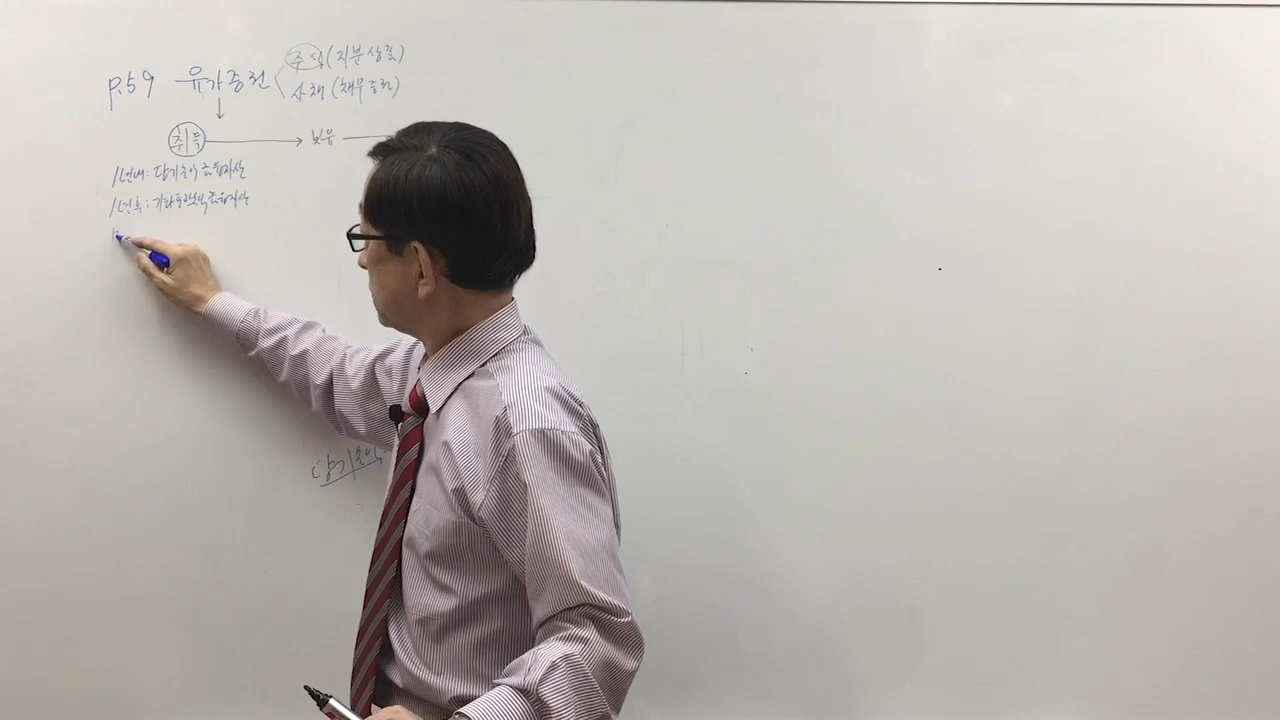 p.59 유가증권
주식(지분상품)
사채(채무증권)
취득 → 보유
1년내: 당기손익금융자산
1년후: 기타포괄손익금융자산
당기손익